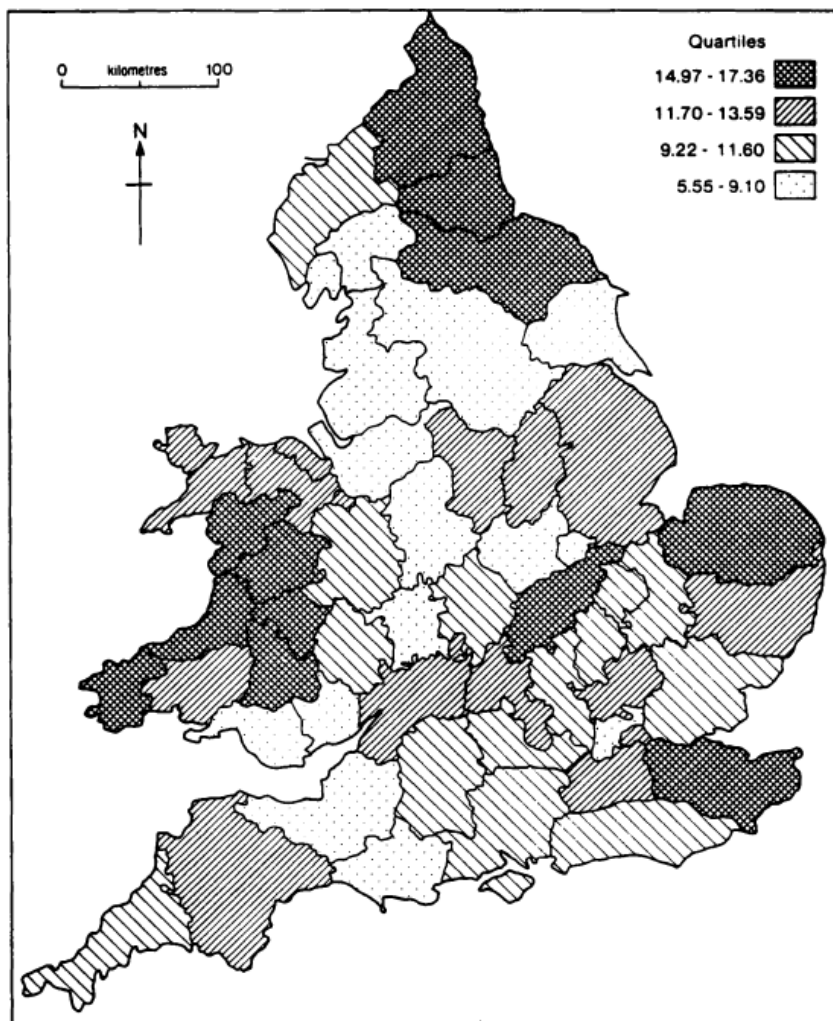 Quartiles
0 kilometres 100
14.97 - 17.36
11.70 - 13.59
N
9.22 - 11.60
5.55 - 9.10